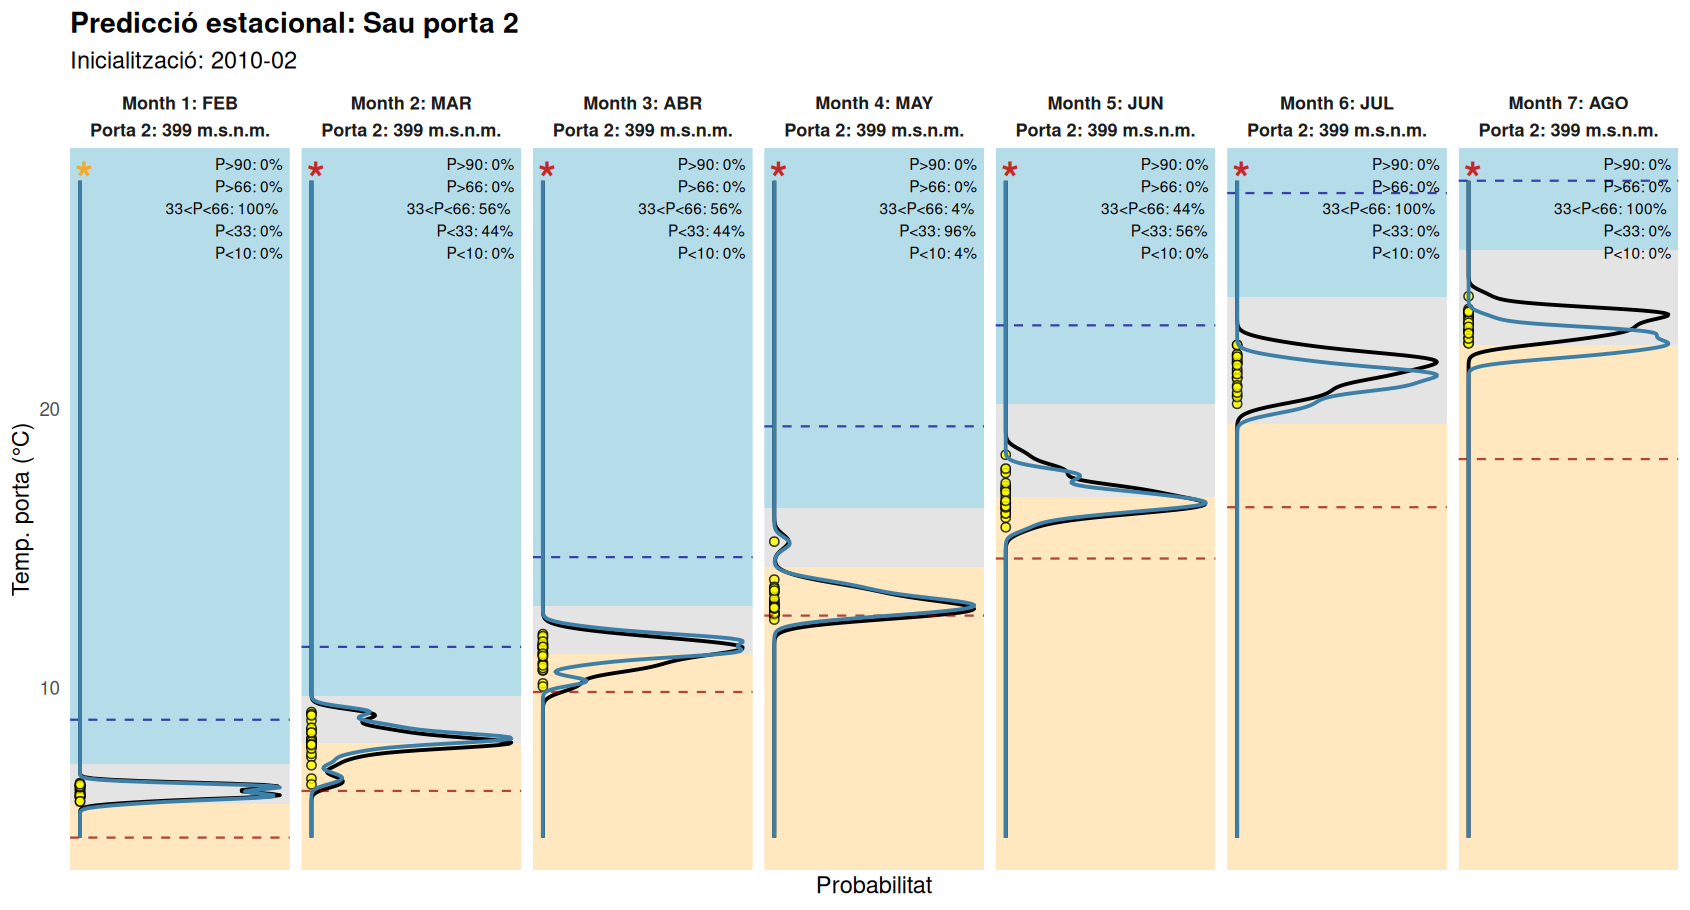 Predicció estacional: Sau porta 2
Inicialització: 2010-02
Month 1: FEB
Porta 2: 399 m.s.n.m.
Month 2: MAR
Porta 2: 399 m.s.n.m.
Month 3: ABR
Porta 2: 399 m.s.n.m.
Month 4: MAY
Porta 2: 399 m.s.n.m.
Month 5: JUN
Porta 2: 399 m.s.n.m.
Month 6: JUL
Porta 2: 399 m.s.n.m.
Month 7: AGO
Porta 2: 399 m.s.n.m.
*
P>90: 0%
P>66: 0%
33<P<66: 100%
P<33: 0%
P<10: 0%
*
P>90: 0%
P>66: 0%
33<P<66: 56%
P<33: 44%
P<10: 0%
*
P>90: 0%
P>66: 0%
33<P<66: 56%
P<33: 44%
P<10: 0%
*
P>90: 0%
P>66: 0%
33<P<66: 4%
P<33: 96%
P<10: 4%
*
P>90: 0%
P>66: 0%
33<P<66: 44%
P<33: 56%
P<10: 0%
*
P>90: 0%
P>66: 0%
33<P<66: 100%
P<33: 0%
P<10: 0%
*
P>90: 0%
P>66: 0%
33<P<66: 100%
P<33: 0%
P<10: 0%
20
10
Temp. porta (°C)
Probabilitat